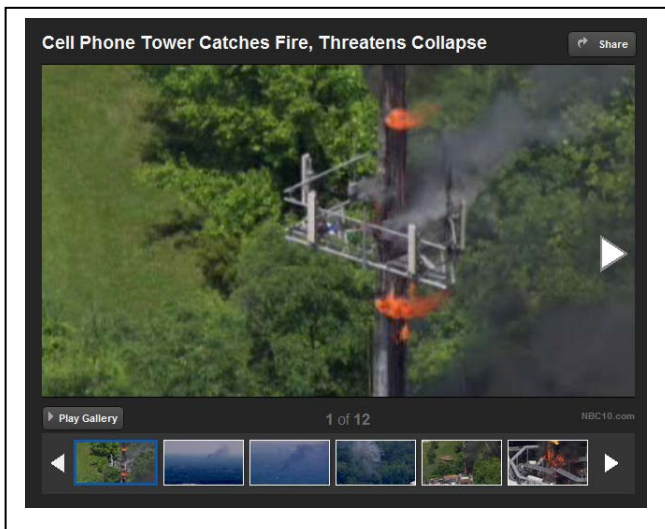 Cell Phone Tower Catches Fire, Threatens Collapse
Share
Play Gallery
1 of 12
NBC10.com